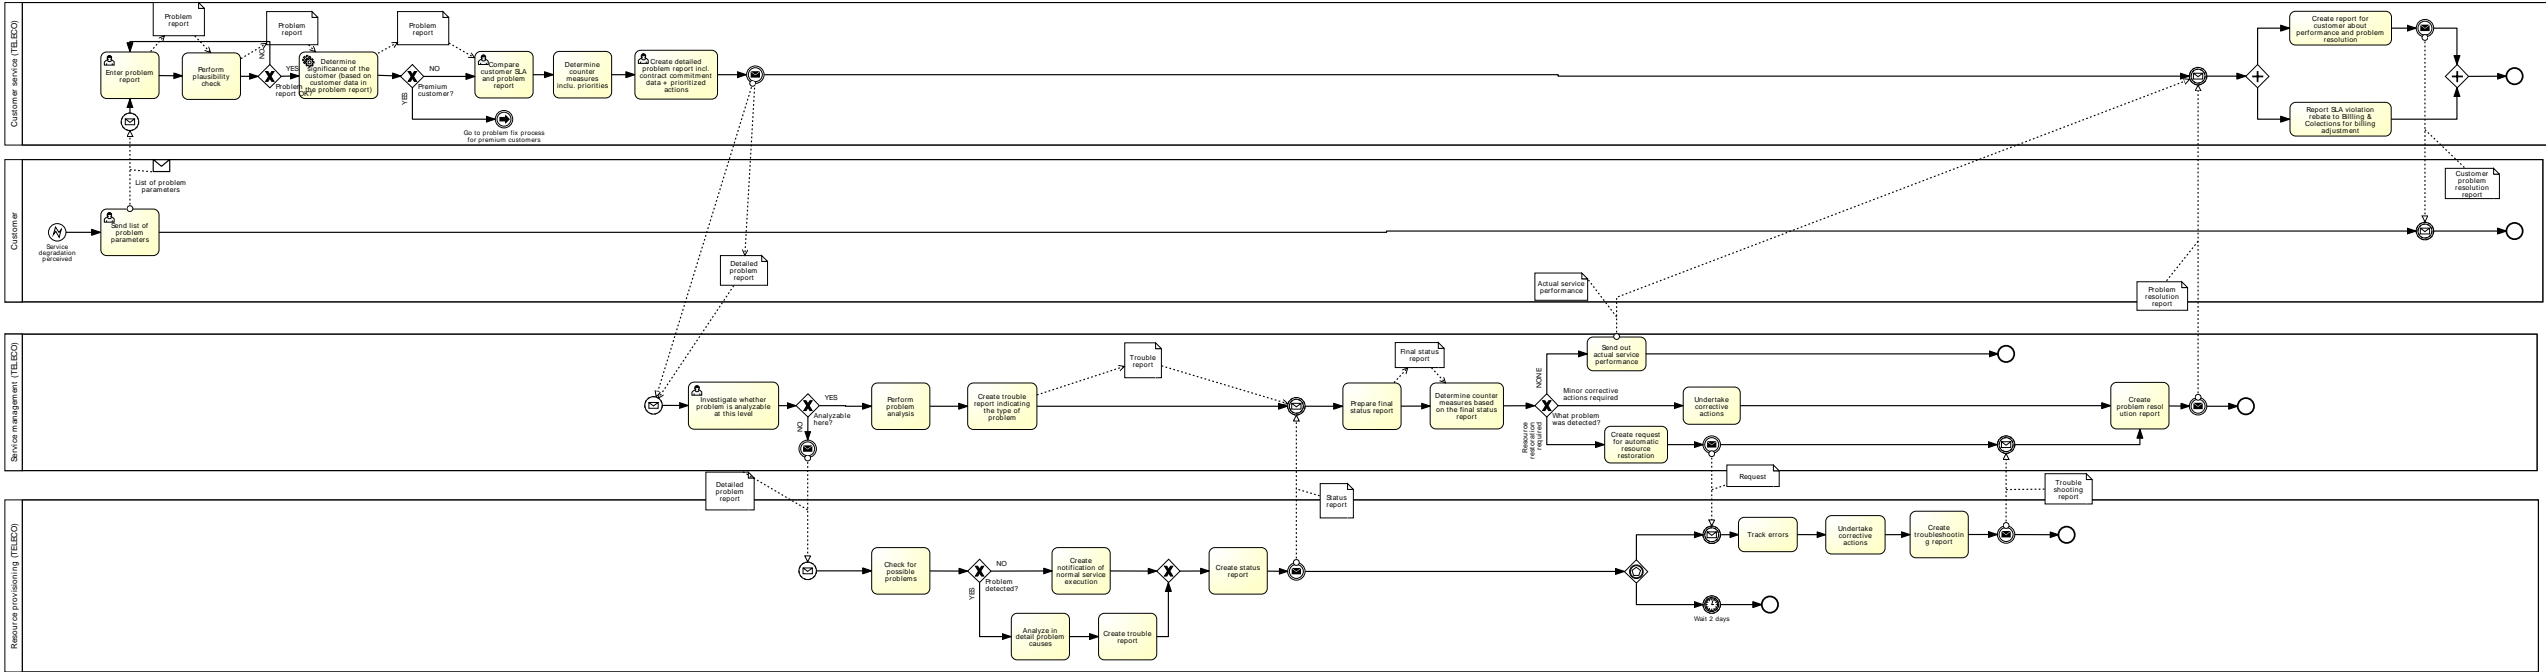 Customer service (TELECO)
Problem
report
Problem
report
Problem
report
Enter problem
report
Perform
plausibility
check
NO
YES
Problem
report OK?
Determine
significance of the
customer (based on
customer data in
the problem report)
NO
YES
Premium
customer?
Compare
customer SLA
and problem
report
Determine
counter
measures
inclu. priorities
Create detailed
problem report incl.
contract commitment
data + prioritized
actions
Go to problem fix process
for premium customers
Create report for
customer about
performance and problem
resolution
Report SLA violation
rebate to Billling &
Colections for billing
adjustment
Customer
List of problem
parameters
Service
degradation
perceived
Send list of
problem
parameters
Detailed
problem
report
Actual service
performance
Problem
resolution
report
Customer
problem
resolution
report
Service management (TELECO)
Investigate whether
problem is analyzable
at this level
YES
Analyzable
here?
NO
Perform
problem
analysis
Create trouble
report indicating
the type of
problem
Trouble
report
Prepare final
status report
Final status
report
Determine counter
measures based
on the final status
report
NONE
Minor corrective
actions required
What problem
was detected?
Resource
restoration
required
Send out
actual service
performance
Undertake
corrective
actions
Create request
for automatic
resource
restoration
Create
problem resol
ution report
Detailed
problem
report
Status
report
Request
Trouble
shooting
report
Resource provisioning (TELECO)
Check for
possible
problems
NO
Problem
detected?
YES
Create
notification of
normal service
execution
Analyze in
detail problem
causes
Create trouble
report
Create status
report
Track errors
Undertake
corrective
actions
Create
troubleshootin
g report
Wait 2 days